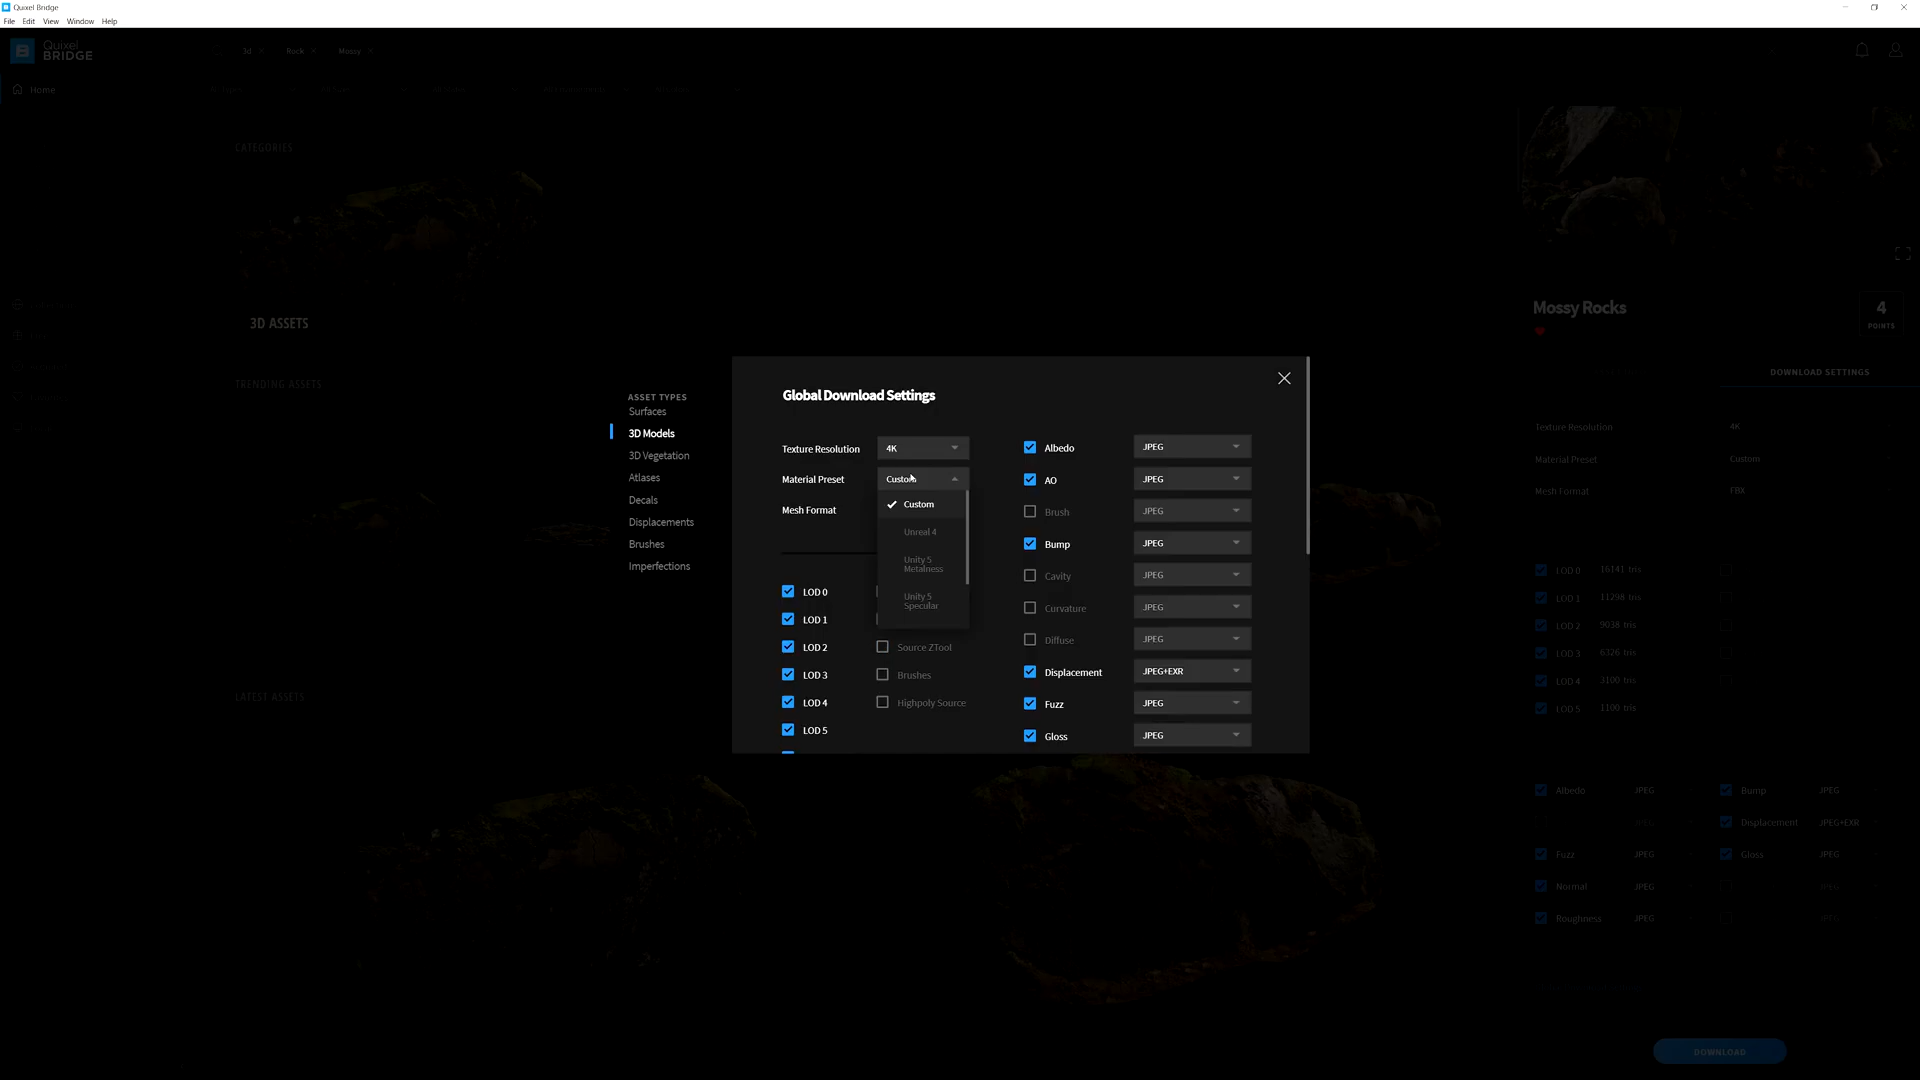 Quixel Bridge
File Edit View Window Help
Quixel
BRIDGE
3d
Rock
Mossy
Home
CATEGORIES
3D ASSETS
TRENDING ASSETS
LATEST ASSETS
ASSET TYPES
Surfaces
3D Models
3D Vegetation
Atlases
Decals
Displacements
Brushes
Imperfections
Global Download Settings
Texture Resolution 4K
Material Preset Custom
Mesh Format
Custom
Unreal 4
Unity 5
Metalness
Unity 5
Specular
LOD 0
LOD 1
LOD 2 Source ZTool
LOD 3 Brushes
LOD 4 Highpoly Source
LOD 5
Albedo JPEG
AO JPEG
Brush JPEG
Bump JPEG
Cavity JPEG
Curvature JPEG
Diffuse JPEG
Displacement JPEG+EXR
Fuzz JPEG
Gloss JPEG
Mossy Rocks
4
POINTS
DOWNLOAD SETTINGS
Texture Resolution 4K
Material Preset Custom
Mesh Format FBX
LOD 0 16141 tris
LOD 1 11298 tris
LOD 2 9038 tris
LOD 3 6326 tris
LOD 4 3100 tris
LOD 5 1100 tris
Albedo JPEG Bump JPEG
JPEG Displacement JPEG+EXR
Fuzz JPEG Gloss JPEG
Normal JPEG JPEG
Roughness JPEG JPEG
DOWNLOAD